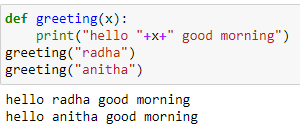 def greeting(x):
    print("hello "+x+" good morning")
greeting("radha")
greeting("anitha")
hello radha good morning
hello anitha good morning